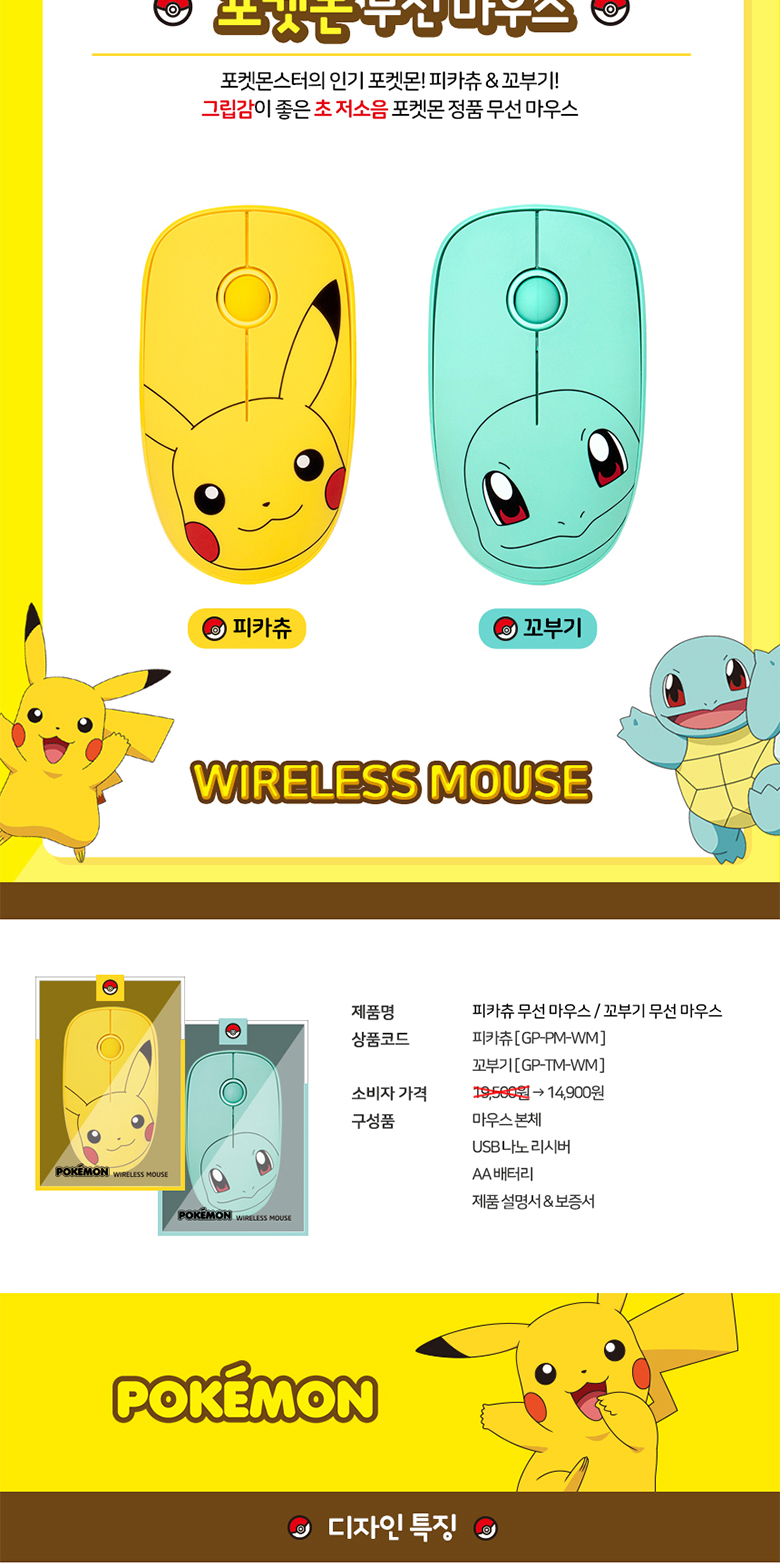 포켓몬 무선 마우스
포켓몬스터의 인기 포켓몬! 피카츄 & 꼬부기!
그립감이 좋은 초 저소음 포켓몬 정품 무선 마우스
피카츄
꼬부기
WIRELESS MOUSE
제품명 피카츄 무선 마우스 / 꼬부기 무선 마우스
상품코드 피카츄 [ GP-PM-WM ]
꼬부기 [ GP-TM-WM ]
소비자 가격 19,500원 → 14,900원
구성품 마우스 본체
USB 나노 리시버
AA 배터리
제품 설명서 & 보증서
POKÉMON WIRELESS MOUSE
POKÉMON WIRELESS MOUSE
POKÉMON
디자인 특징